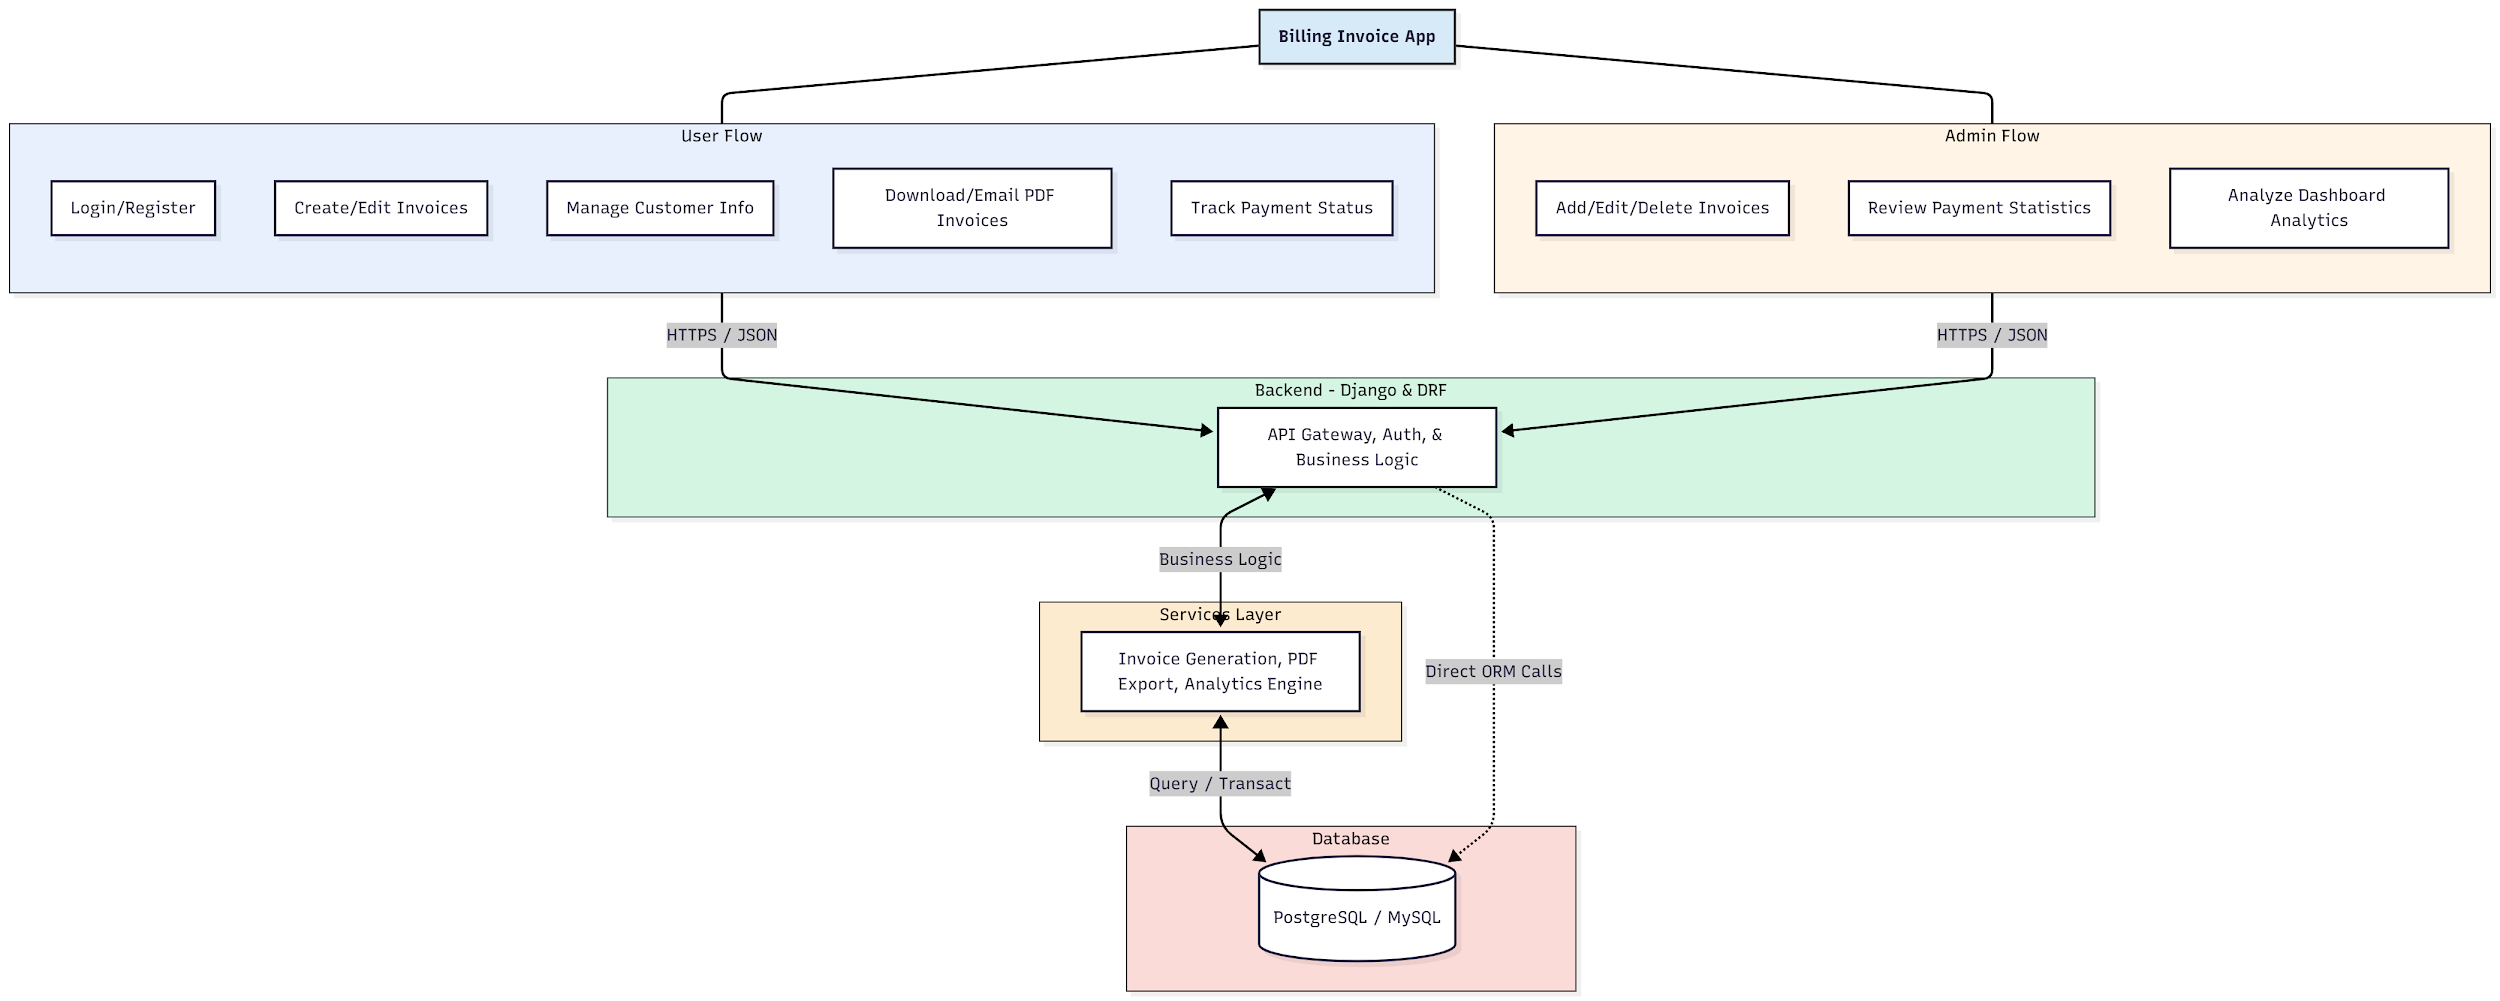 Billing Invoice App
User Flow
Login/Register
Create/Edit Invoices
Manage Customer Info
Download/Email PDF
Invoices
Track Payment Status
Admin Flow
Add/Edit/Delete Invoices
Review Payment Statistics
Analyze Dashboard
Analytics
HTTPS / JSON
HTTPS / JSON
Backend - Django & DRF
API Gateway, Auth, &
Business Logic
Business Logic
Services Layer
Invoice Generation, PDF
Export, Analytics Engine
Direct ORM Calls
Query / Transact
Database
PostgreSQL / MySQL